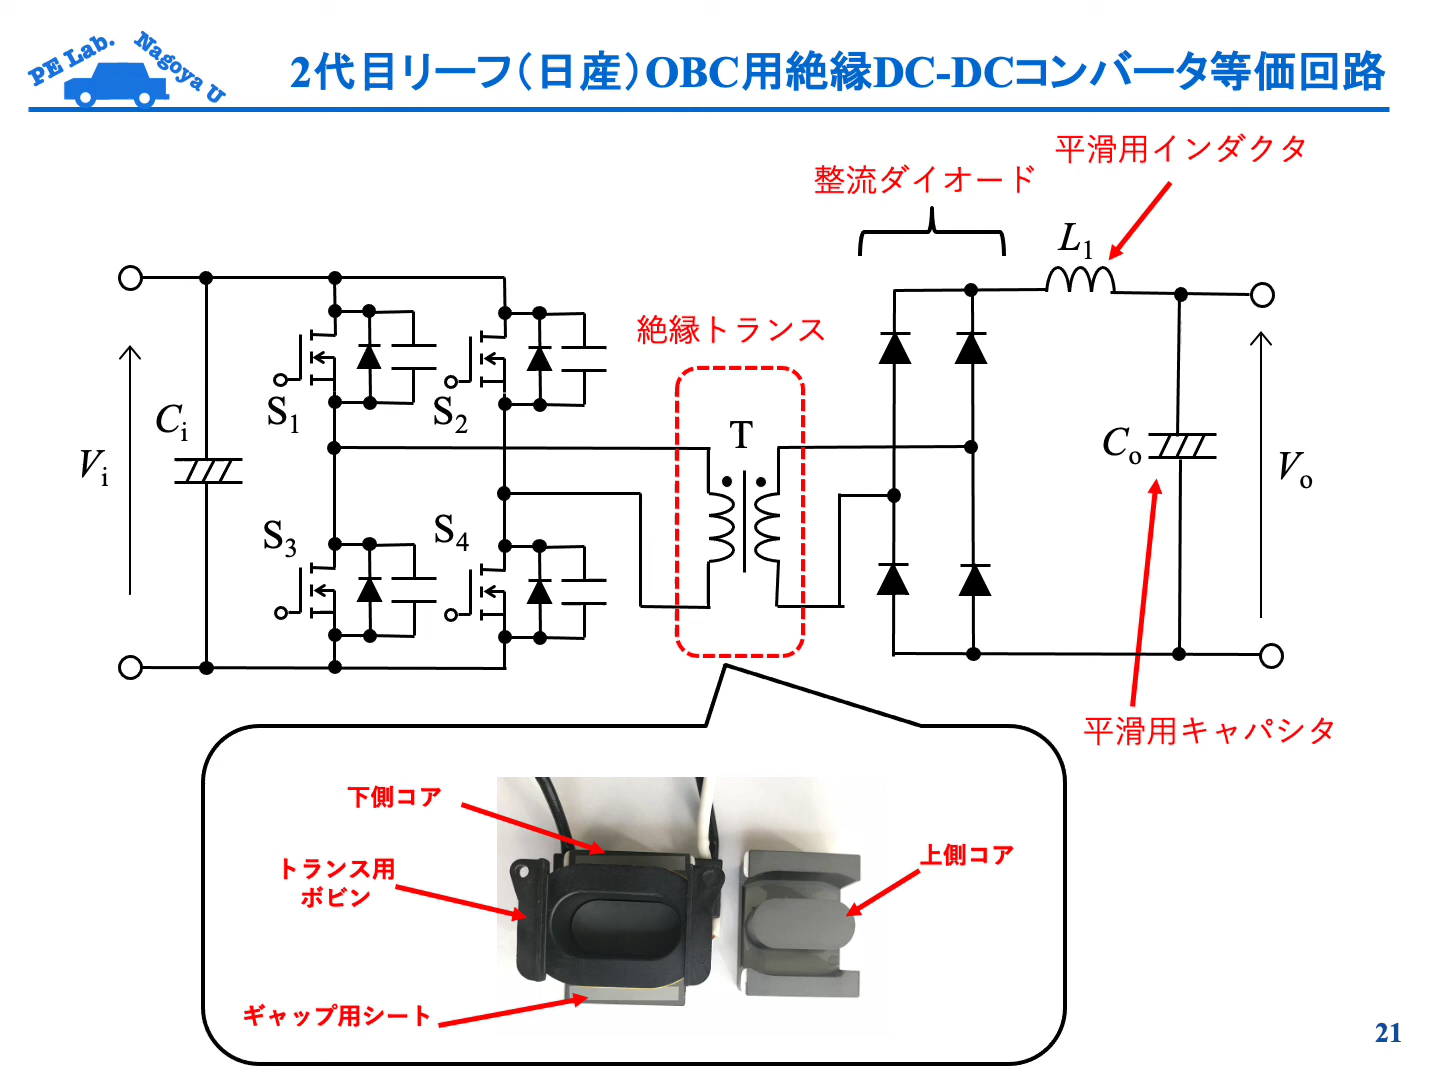 PE Lab. Nagoya U
2代目リーフ（日産）OBC用絶縁DC-DCコンバータ等価回路
平滑用インダクタ
整流ダイオード
L1
絶縁トランス
S1
S2
Ci
Vi
T
Co
Vo
S3
S4
平滑用キャパシタ
下側コア
上側コア
トランス用
ボビン
ギャップ用シート
21